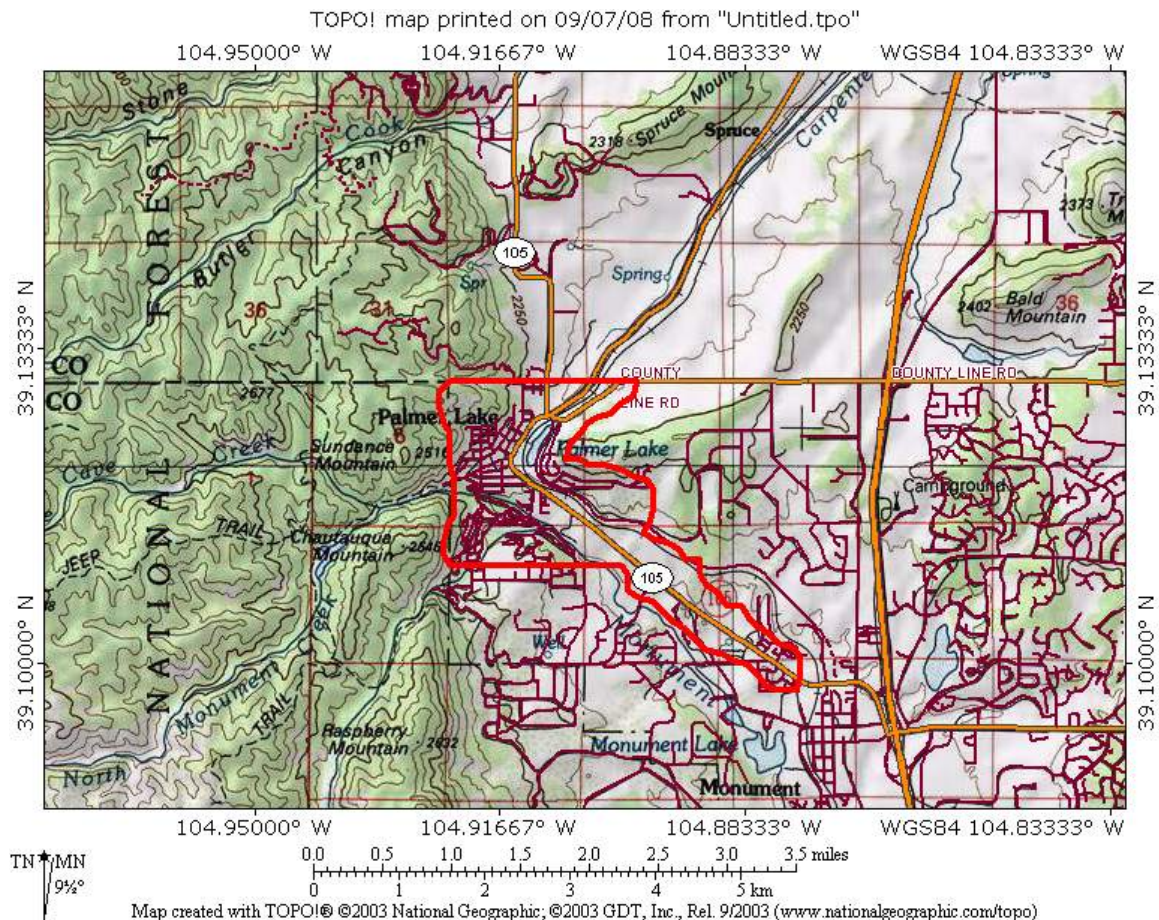 TOPO! map printed on 09/07/08 from "Untitled.tpo"
104.95000° W 104.91667° W 104.88333° W WGS84 104.83333° W
Stone
Cook
Canyon
2318
Spruce
Spruce
Carpente
Spring
2373
Butler
NATIONAL FOREST
105
Spr
Spring
2250
2250
36
31
2402
Bald
Mountain
36
39.13333° N
39.13333° N
CO
CO
COUNTY
LINE RD
COUNTY LINE RD
2677
Palmer Lake
Palmer Lake
Sundance
Mountain
Cave Creek
Campground
TRAIL
JEEP
Chautauqua
Mountain
105
39.10000° N
39.10000° N
Well
Monument
Monument
TRAIL
North
Raspberry
Mountain
2632
Monument Lake
Monument
104.95000° W 104.91667° W 104.88333° W WGS84 104.83333° W
TN MN
9½°
0.0 0.5 1.0 1.5 2.0 2.5 3.0 3.5 miles
0 1 2 3 4 5 km
Map created with TOPO!® ©2003 National Geographic; ©2003 GDT, Inc., Rel. 9/2003 (www.nationalgeographic.com/topo)